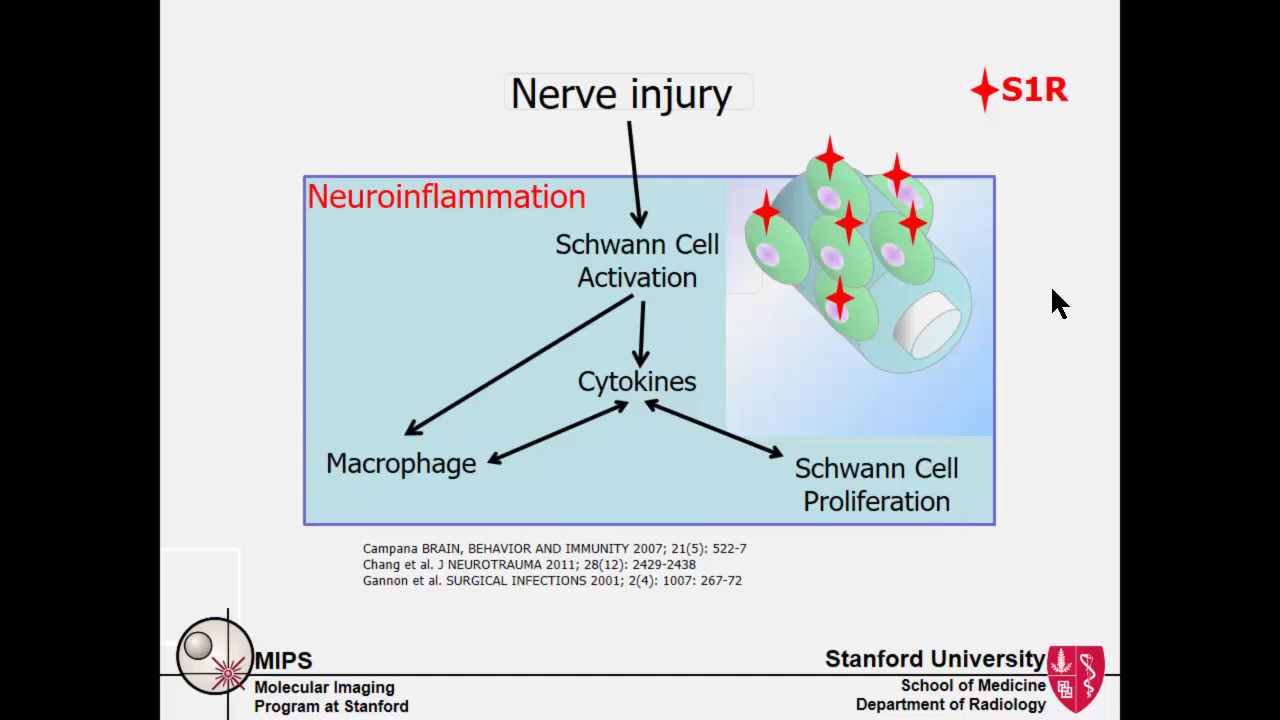 Nerve injury
S1R
Neuroinflammation
Schwann Cell
Activation
Cytokines
Macrophage
Schwann Cell
Proliferation
Campana BRAIN, BEHAVIOR AND IMMUNITY 2007; 21(5): 522-7
Chang et al. J NEUROTRAUMA 2011; 28(12): 2429-2438
Gannon et al. SURGICAL INFECTIONS 2001; 2(4): 1007: 267-72
MIPS
Molecular Imaging
Program at Stanford
Stanford University
School of Medicine
Department of Radiology